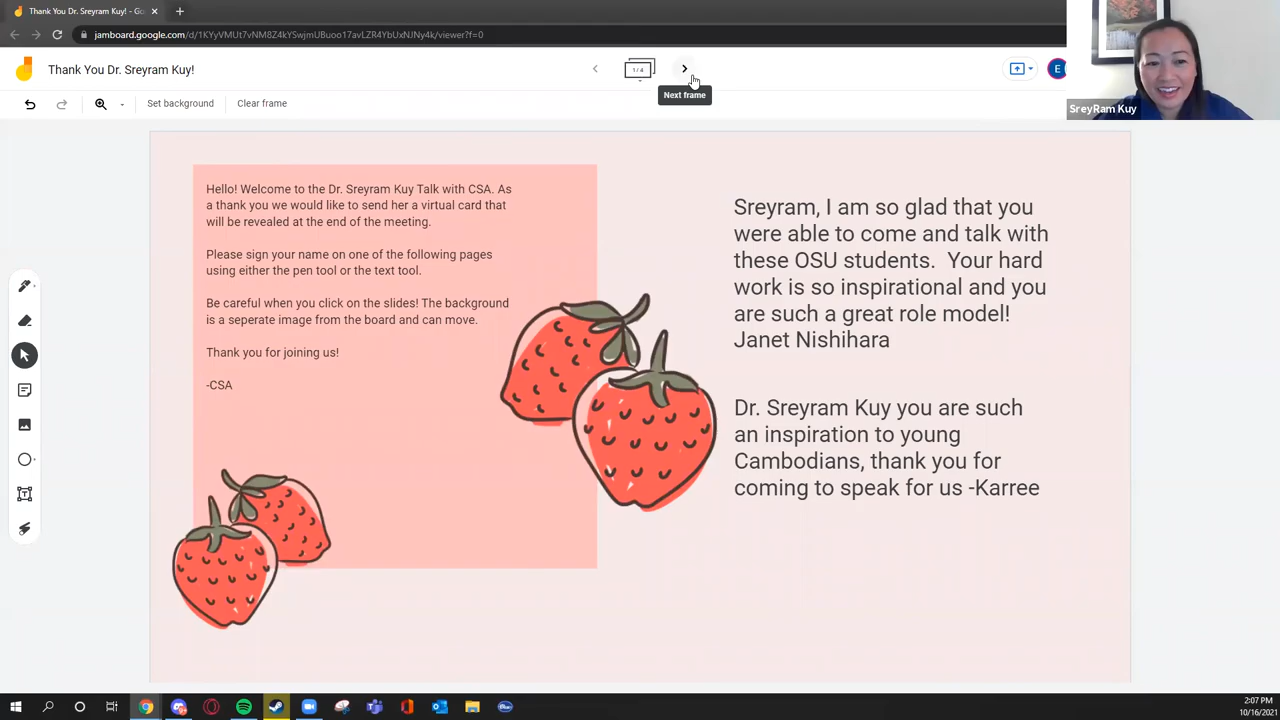 Thank You Dr. Sreyram Kuy! - Go
jamboard.google.com/d/1KYyVMUt7vNM8Z4kYSwjmUBuoo17avLZR4YbUxNJNy4k/viewer?f=0
Thank You Dr. Sreyram Kuy!
1 / 4
E
SreyRam Kuy
Next frame
Set background
Clear frame
Hello! Welcome to the Dr. Sreyram Kuy Talk with CSA. As
a thank you we would like to send her a virtual card that
will be revealed at the end of the meeting.
Please sign your name on one of the following pages
using either the pen tool or the text tool.
Be careful when you click on the slides! The background
is a seperate image from the board and can move.
Thank you for joining us!
-CSA
Sreyram, I am so glad that you
were able to come and talk with
these OSU students. Your hard
work is so inspirational and you
are such a great role model!
Janet Nishihara
Dr. Sreyram Kuy you are such
an inspiration to young
Cambodians, thank you for
coming to speak for us -Karree
2:07 PM
10/16/2021